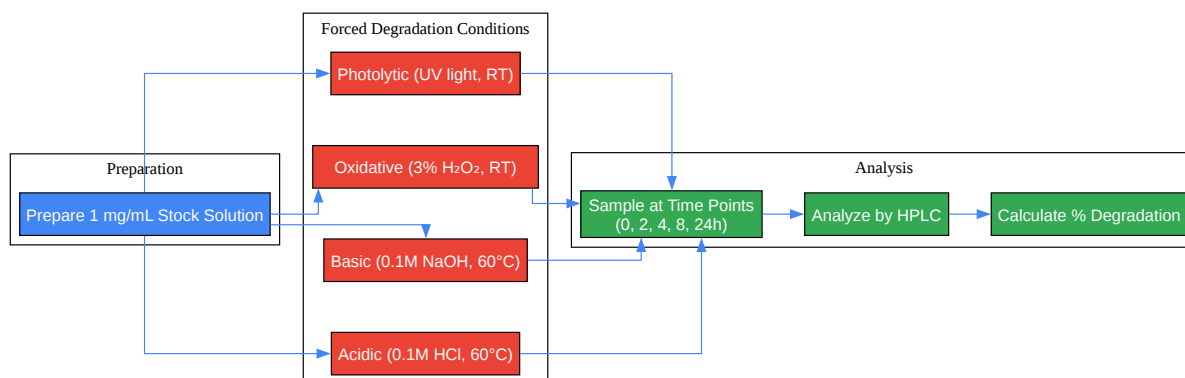 Preparation
Prepare 1 mg/mL Stock Solution
Forced Degradation Conditions
Photolytic (UV light, RT)
Oxidative (3% H₂O₂, RT)
Basic (0.1M NaOH, 60°C)
Acidic (0.1M HCl, 60°C)
Analysis
Sample at Time Points
(0, 2, 4, 8, 24h)
Analyze by HPLC
Calculate % Degradation